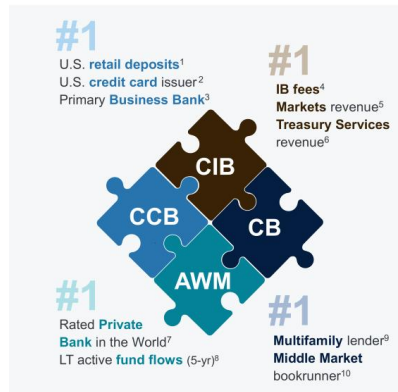 #1
U.S. retail deposits¹
U.S. credit card issuer²
Primary Business Bank³
#1
IB fees⁴
Markets revenue⁵
Treasury Services
revenue⁶
CIB
CCB
CB
AWM
#1
Rated Private
Bank in the World⁷
LT active fund flows (5-yr)⁸
#1
Multifamily lender⁹
Middle Market
bookrunner¹⁰